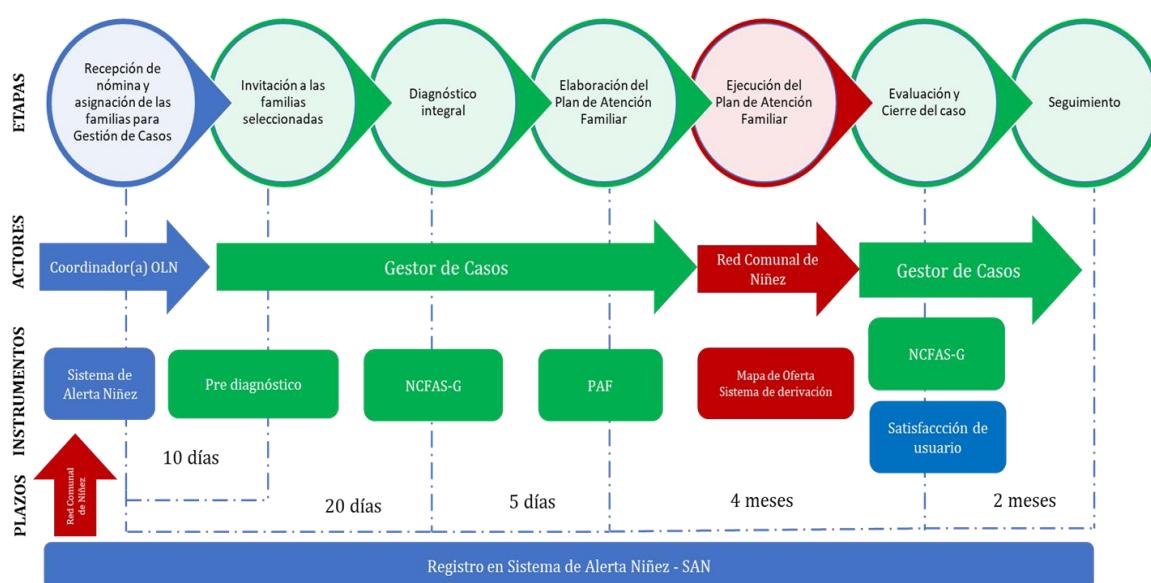 ETAPAS
Recepción de
nómina y
asignación de las
familias para
Gestión de Casos
Invitación a las
familias
seleccionadas
Diagnóstico
integral
Elaboración del
Plan de Atención
Familiar
Ejecución del
Plan de Atención
Familiar
Evaluación y
Cierre del caso
Seguimiento
ACTORES
Coordinador(a) OLN
Gestor de Casos
Red Comunal de
Niñez
Gestor de Casos
INSTRUMENTOS
Sistema de
Alerta Niñez
Pre diagnóstico
NCFAS-G
PAF
Mapa de Oferta
Sistema de derivación
NCFAS-G
Satisfaccción de
usuario
PLAZOS
Red Comunal
de Niñez
10 días
20 días
5 días
4 meses
2 meses
Registro en Sistema de Alerta Niñez - SAN